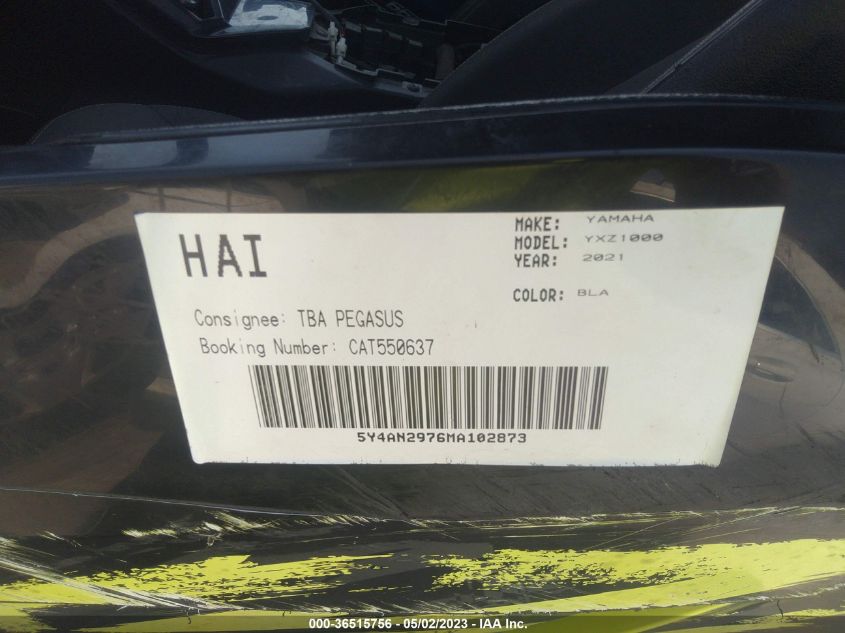 HAI
MAKE: YAMAHA
MODEL: YXZ1000
YEAR: 2021
COLOR: BLA
Consignee: TBA PEGASUS
Booking Number: CAT550637
5Y4AN2976MA102873
000-36515756 - 05/02/2023 - IAA Inc.